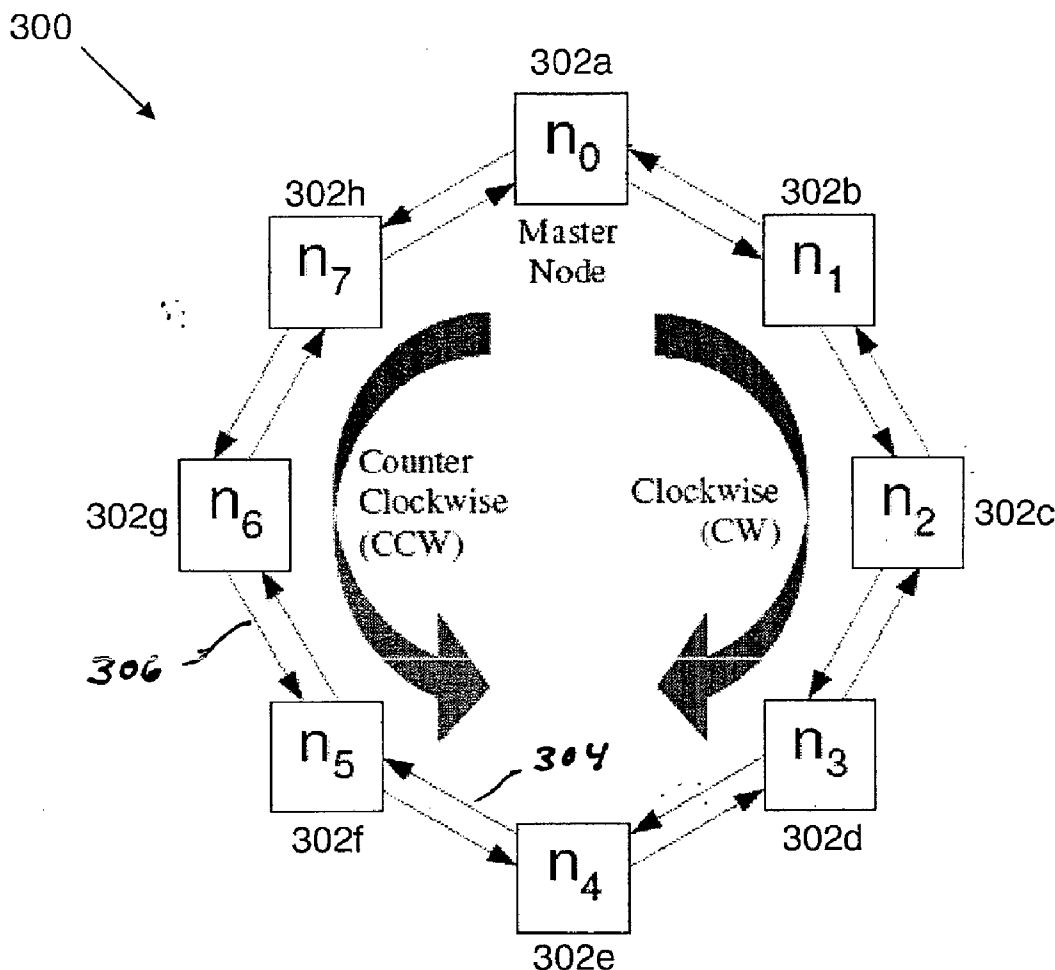 300
302a
n0
Master
Node
302h
n7
302b
n1
Counter
Clockwise
(CCW)
Clockwise
(CW)
302g
n6
n2
302c
306
n5
302f
304
n3
302d
n4
302e